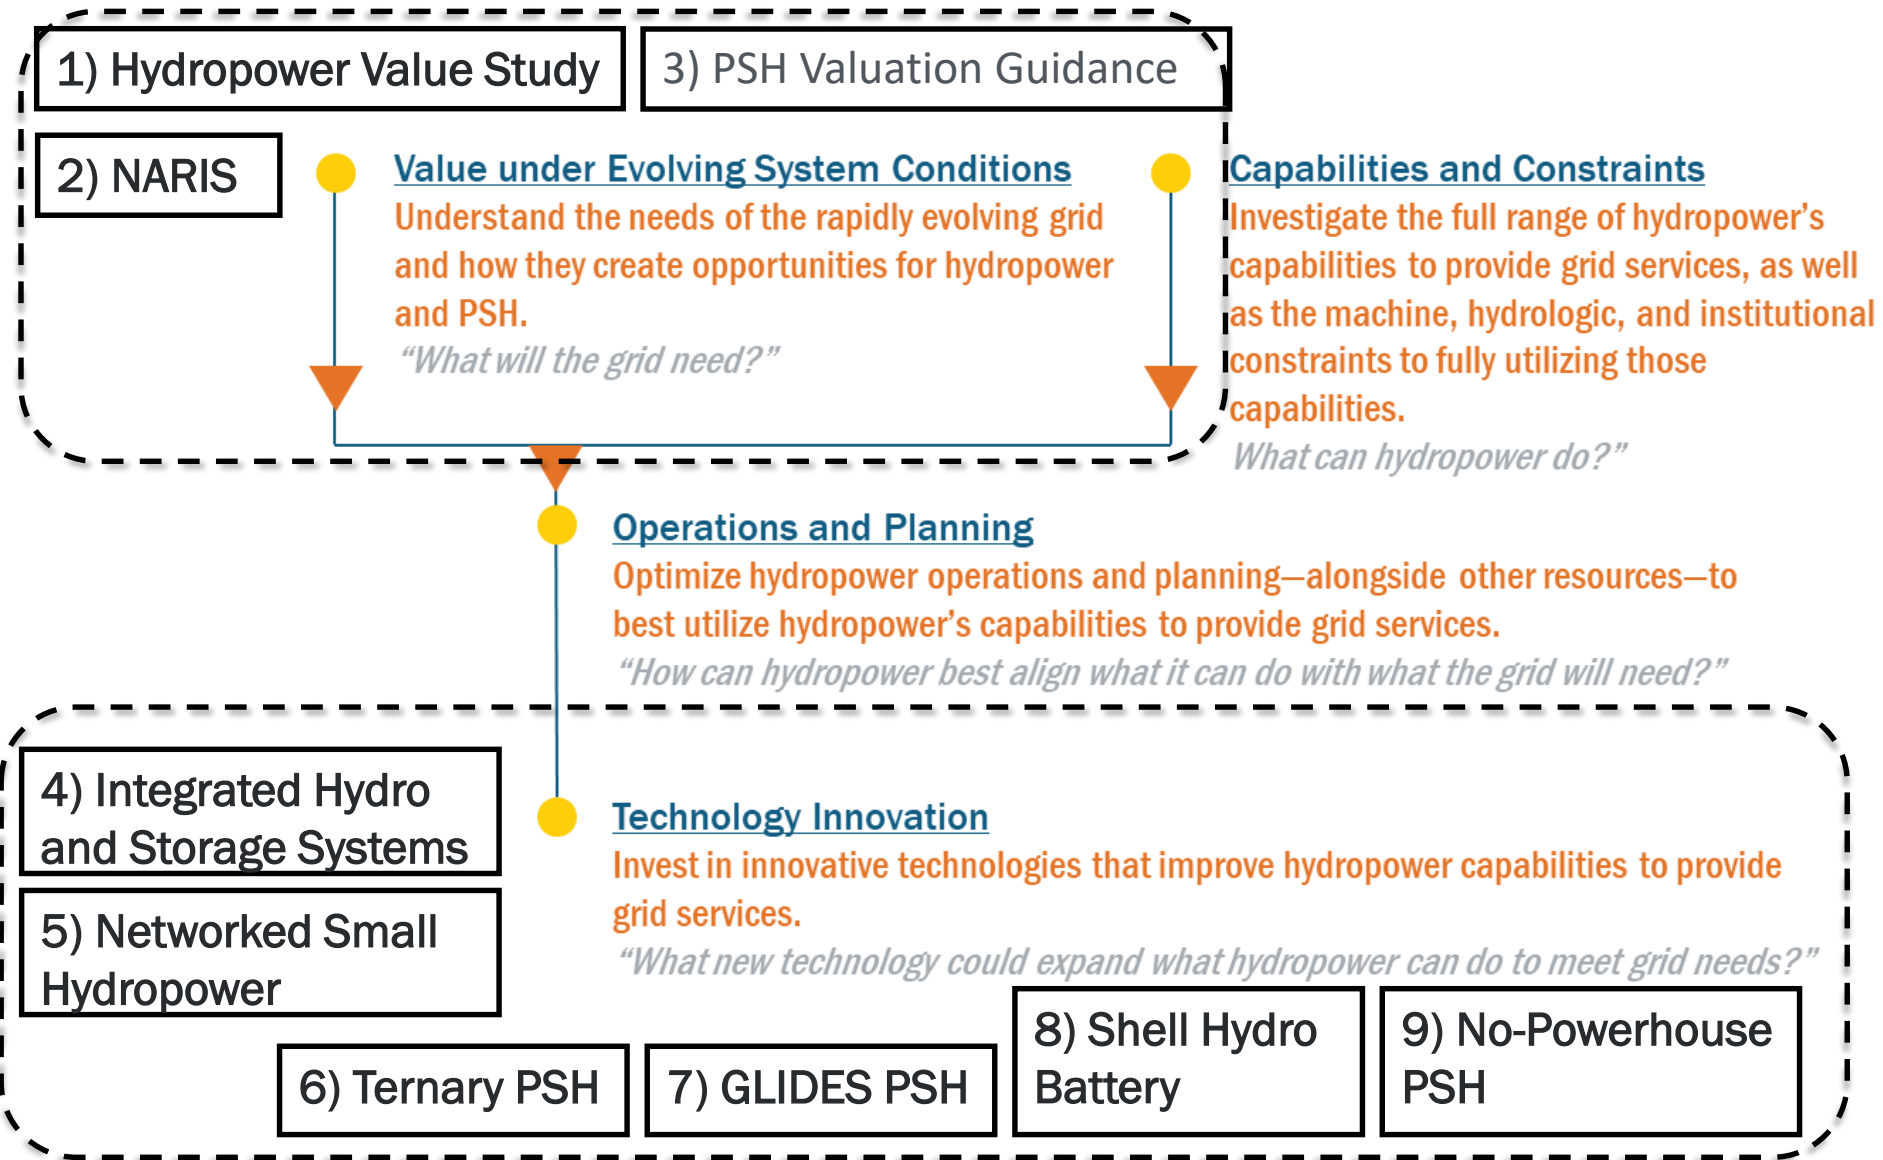 1) Hydropower Value Study
3) PSH Valuation Guidance
2) NARIS
Value under Evolving System Conditions
Understand the needs of the rapidly evolving grid
and how they create opportunities for hydropower
and PSH.
“What will the grid need?”
Capabilities and Constraints
Investigate the full range of hydropower’s
capabilities to provide grid services, as well
as the machine, hydrologic, and institutional
constraints to fully utilizing those
capabilities.
What can hydropower do?”
Operations and Planning
Optimize hydropower operations and planning—alongside other resources—to
best utilize hydropower’s capabilities to provide grid services.
“How can hydropower best align what it can do with what the grid will need?”
4) Integrated Hydro
and Storage Systems
5) Networked Small
Hydropower
Technology Innovation
Invest in innovative technologies that improve hydropower capabilities to provide
grid services.
“What new technology could expand what hydropower can do to meet grid needs?”
6) Ternary PSH
7) GLIDES PSH
8) Shell Hydro
Battery
9) No-Powerhouse
PSH